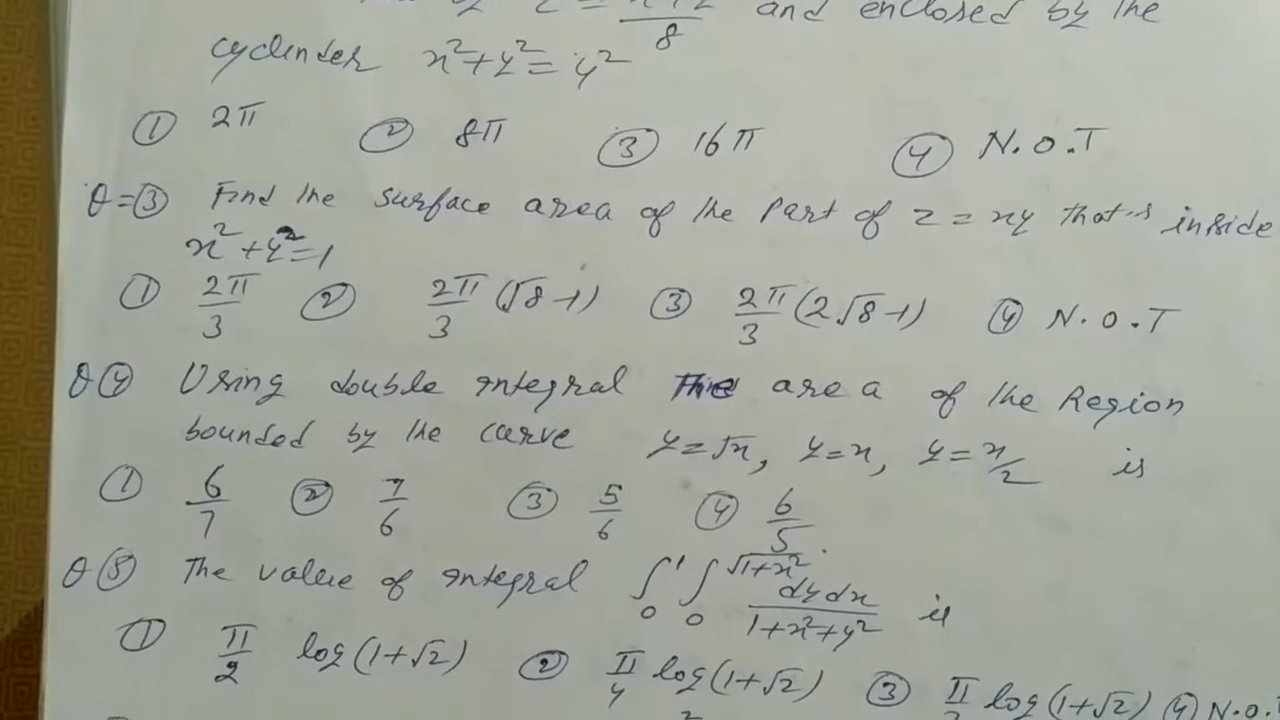 and enclosed by the
8
cyclinder x²+y²=y²
① 2π ② 8π ③ 16π ④ N.O.T
Q=③ Find the surface area of the Part of z=xy that is inside
x²+y²=1
① 2π/3 ② 2π/3 (√8-1) ③ 2π/3 (2√8-1) ④ N.O.T
Q④ Using double integral The area of the Region
bounded by the curve y=√x, y=x, y=x/2 is
① 6/7 ② 7/6 ③ 5/6 ④ 6/5.
Q⑤ The value of integral ∫₀¹ ∫₀^√(1+x²) dydx/(1+x²+y²) is
① π/2 log(1+√2) ② π/4 log(1+√2) ③ log(1+√2) ④ N.O.